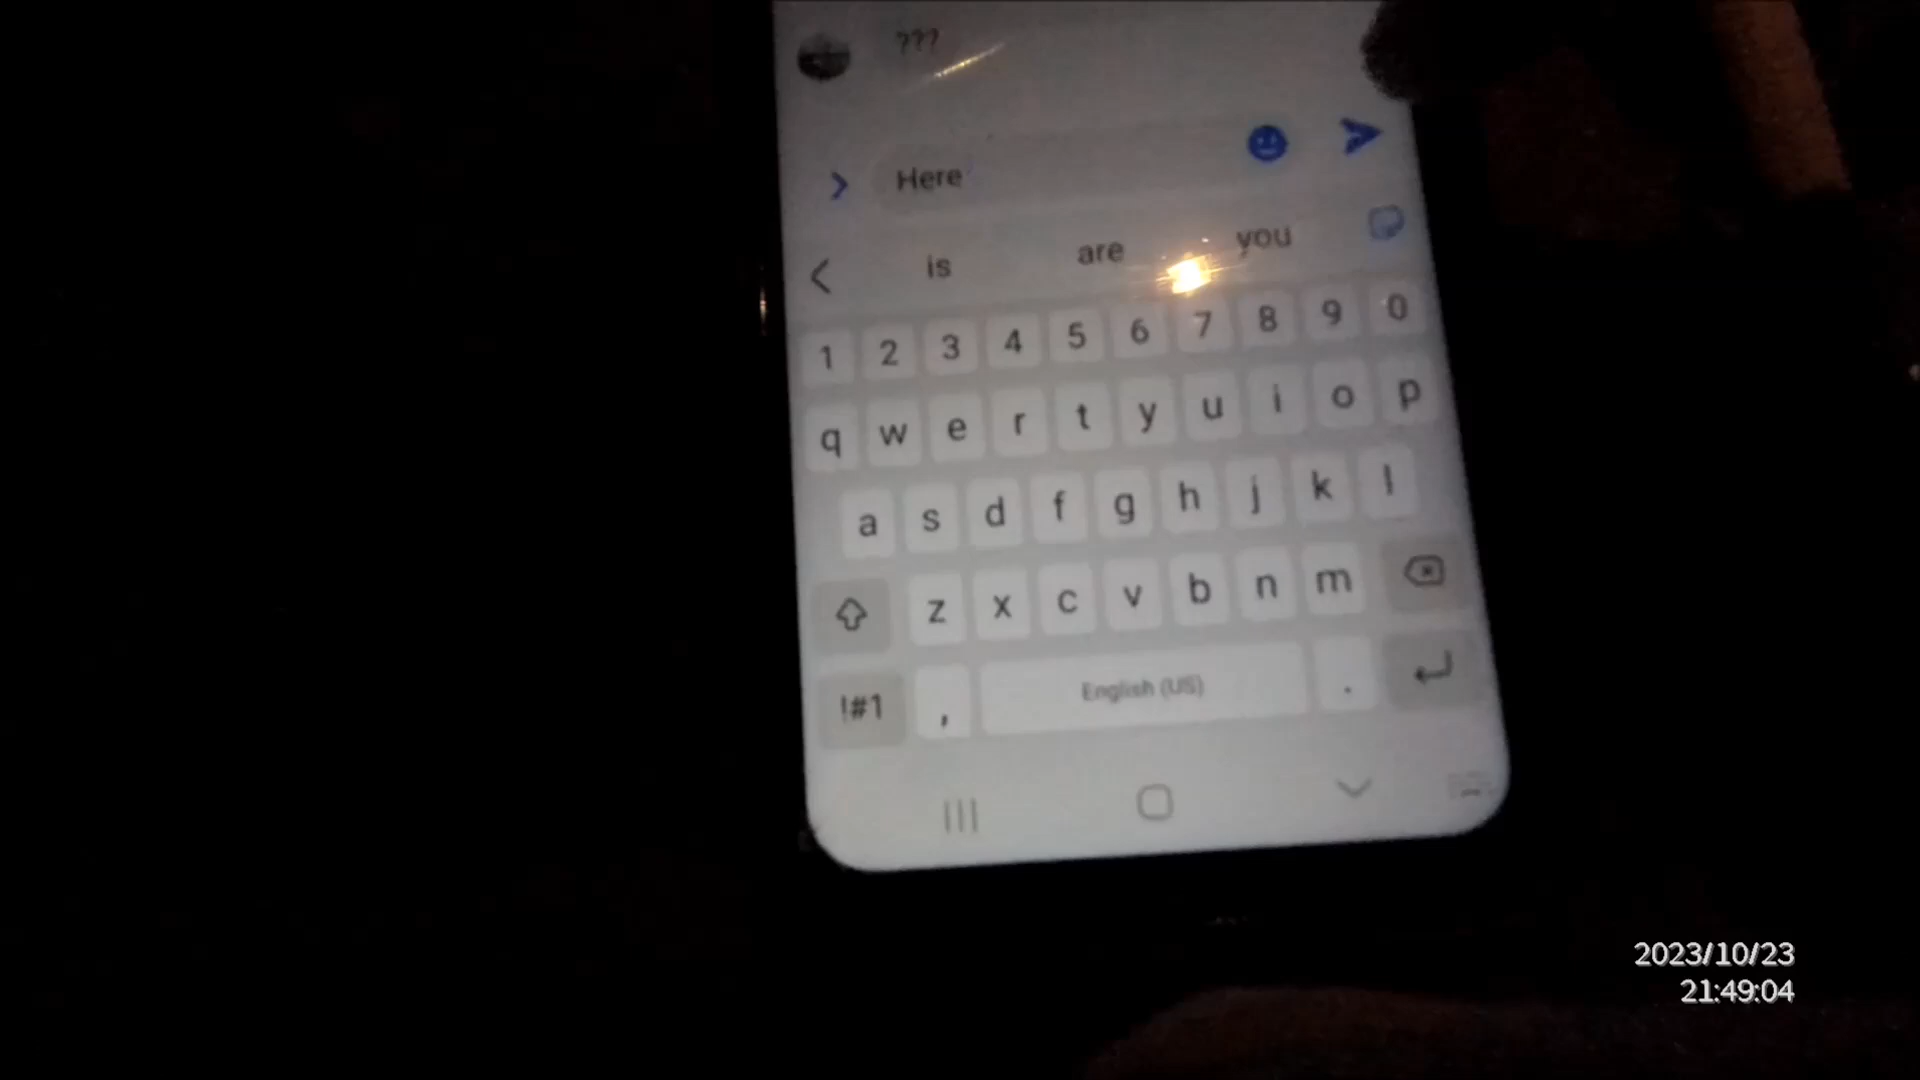 ???
Here
is are you
1 2 3 4 5 6 7 8 9 0
q w e r t y u i o p
a s d f g h j k l
z x c v b n m
!#1 , English (US) .
2023/10/23
21:49:04